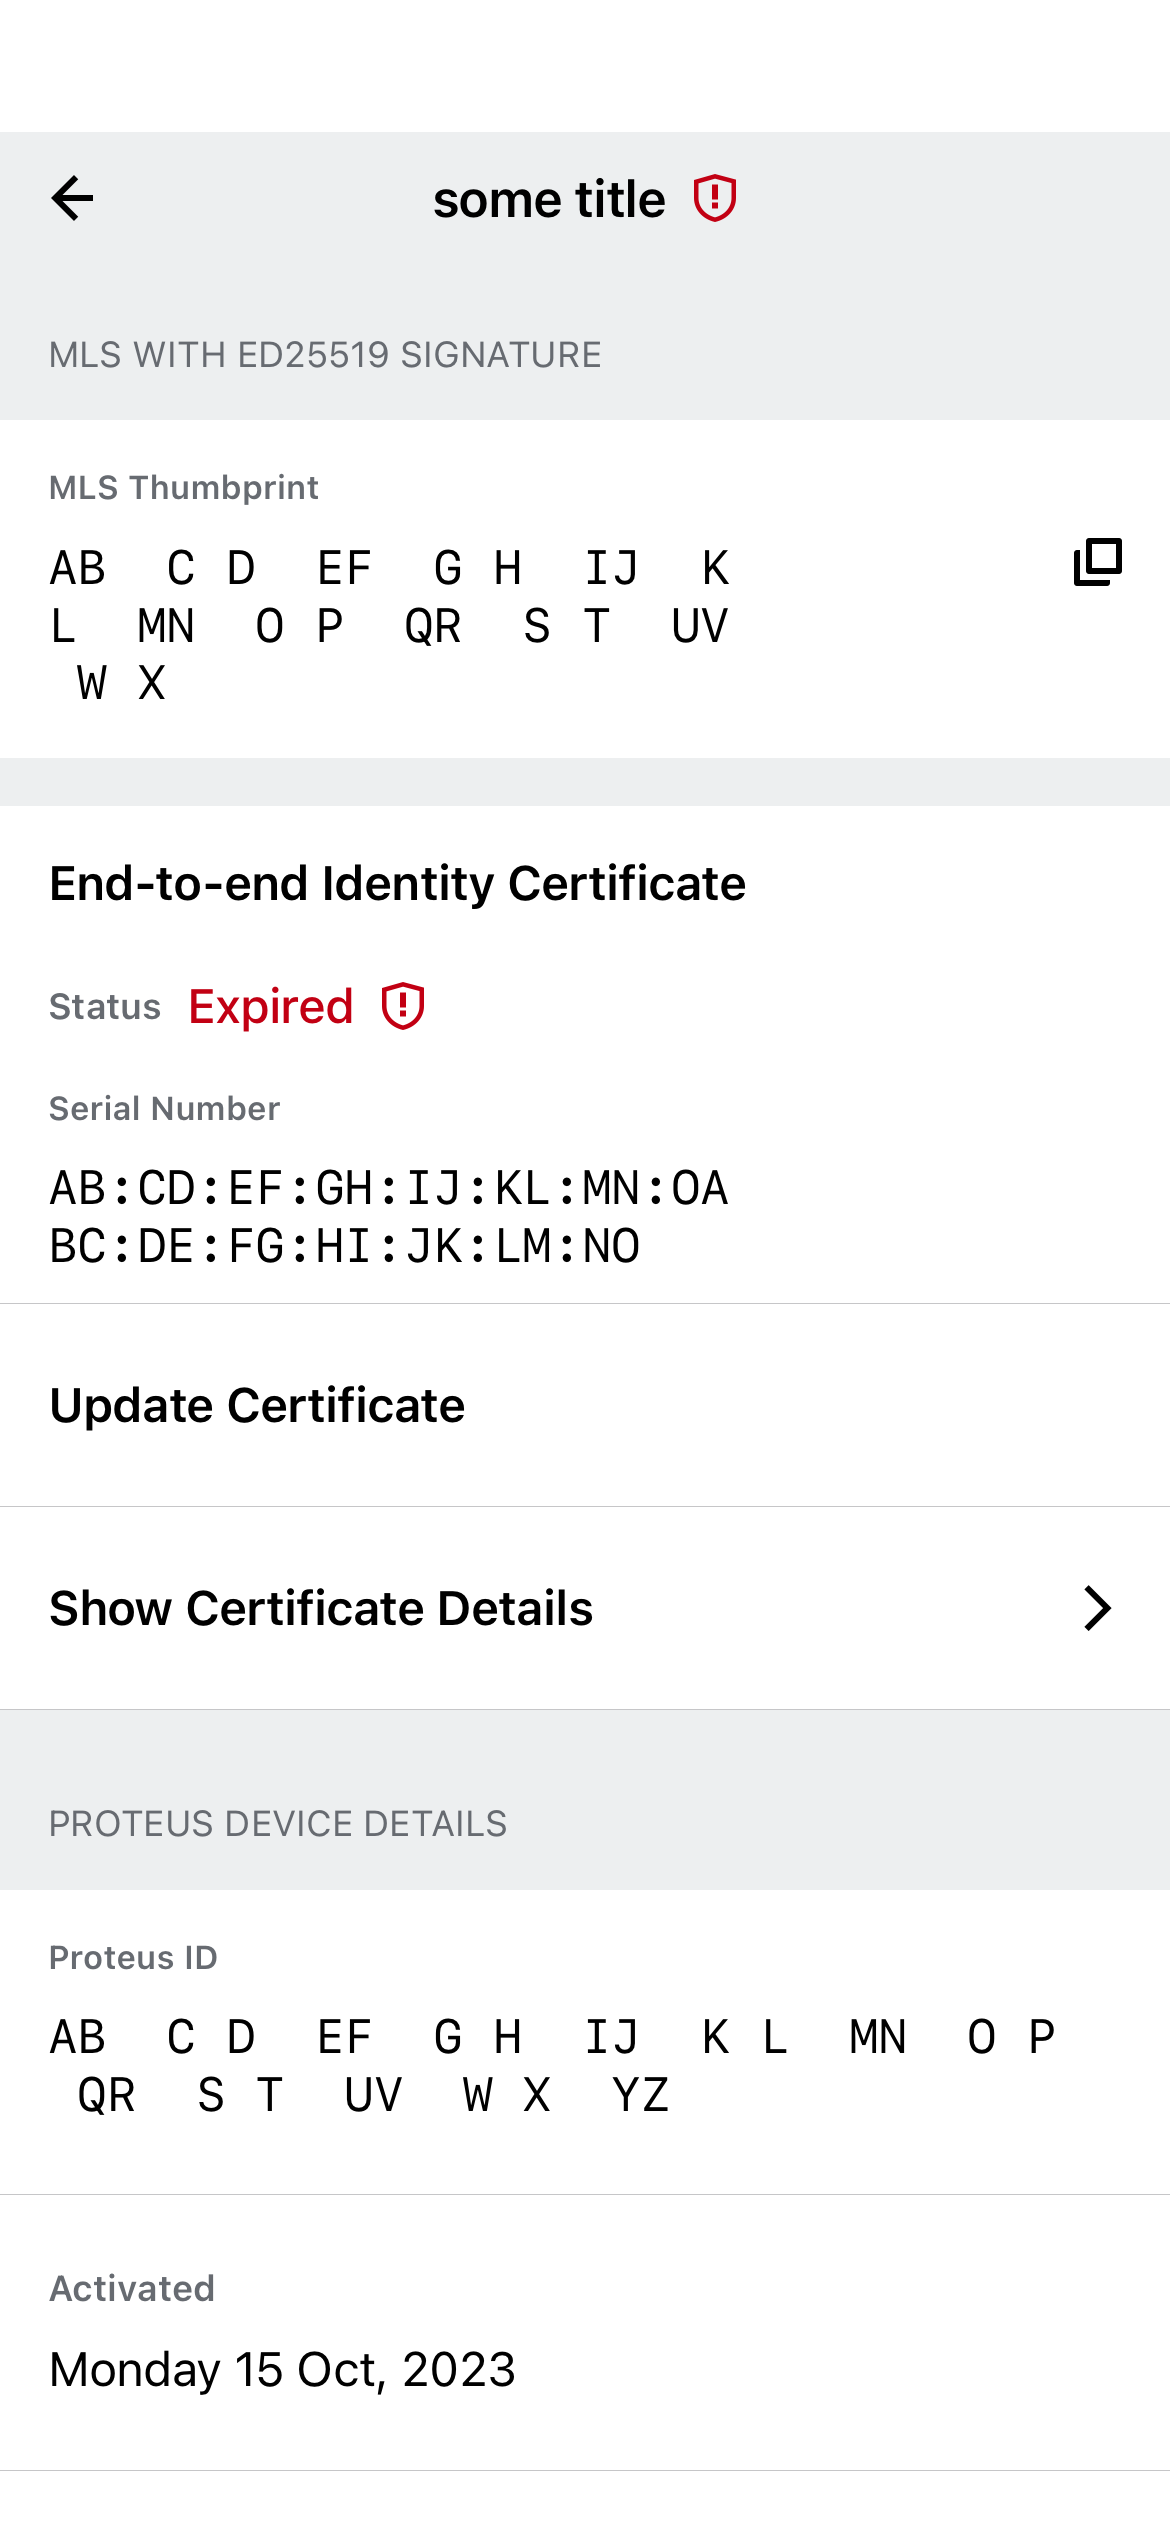 some title
MLS WITH ED25519 SIGNATURE
MLS Thumbprint
AB  C D  EF  G H  IJ  K
L  MN  O P  QR  S T  UV
 W X
End-to-end Identity Certificate
Status Expired
Serial Number
AB:CD:EF:GH:IJ:KL:MN:OA
BC:DE:FG:HI:JK:LM:NO
Update Certificate
Show Certificate Details
PROTEUS DEVICE DETAILS
Proteus ID
AB  C D  EF  G H  IJ  K L  MN  O P
 QR  S T  UV  W X  YZ
Activated
Monday 15 Oct, 2023